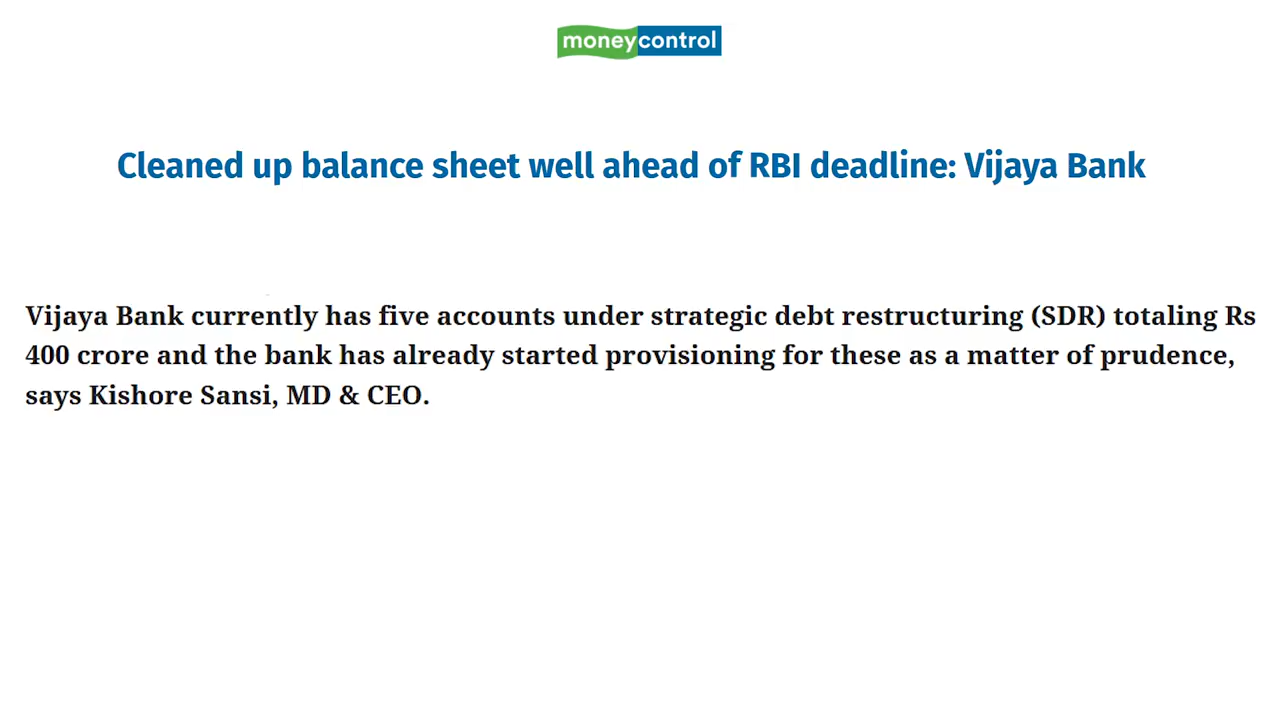 moneycontrol
Cleaned up balance sheet well ahead of RBI deadline: Vijaya Bank
Vijaya Bank currently has five accounts under strategic debt restructuring (SDR) totaling Rs
400 crore and the bank has already started provisioning for these as a matter of prudence,
says Kishore Sansi, MD & CEO.